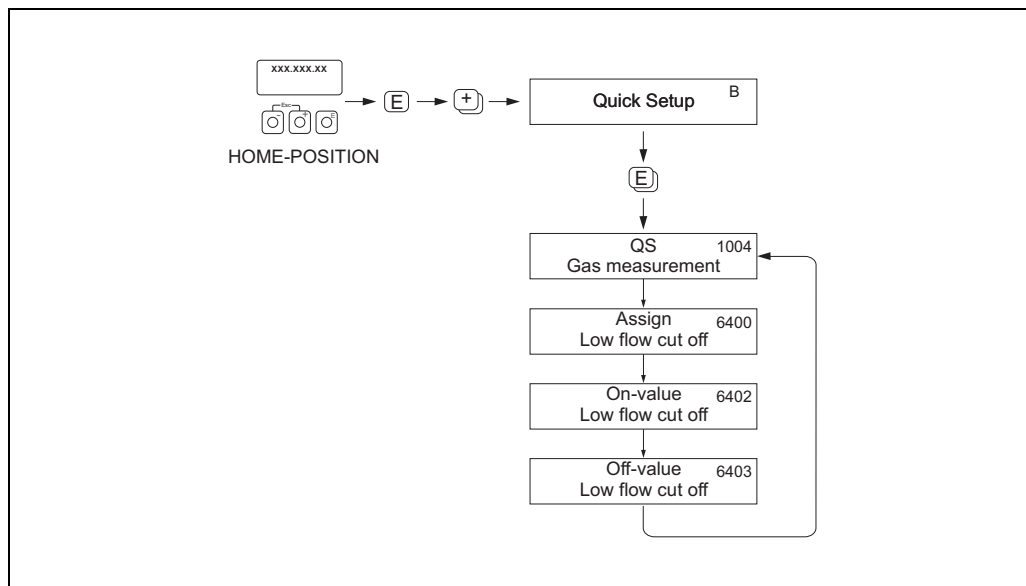 xxx.xxx.xx
Esc
- + E
HOME-POSITION
E
+
Quick Setup B
E
QS 1004
Gas measurement
Assign 6400
Low flow cut off
On-value 6402
Low flow cut off
Off-value 6403
Low flow cut off